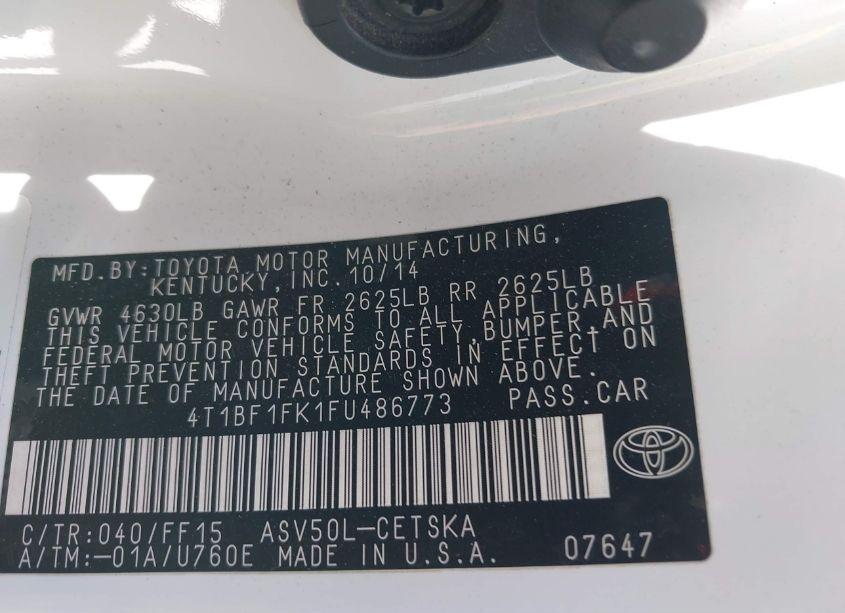 MFD.BY:TOYOTA MOTOR MANUFACTURING,
KENTUCKY,INC.10/14
GVWR 4630LB GAWR FR 2625LB RR 2625LB
THIS VEHICLE CONFORMS TO ALL APPLICABLE
FEDERAL MOTOR VEHICLE SAFETY,BUMPER,AND
THEFT PREVENTION STANDARDS IN EFFECT ON
THE DATE OF MANUFACTURE SHOWN ABOVE.
4T1BF1FK1FU486773 PASS.CAR
C/TR:040/FF15 ASV50L-CETSKA
A/TM:-01A/U760E MADE IN U.S.A. 07647